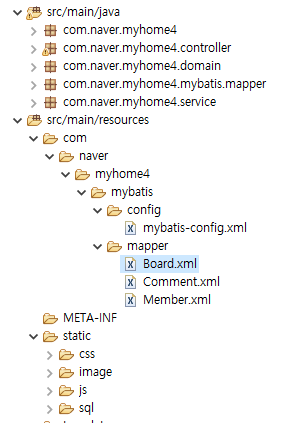 src/main/java
com.naver.myhome4
com.naver.myhome4.controller
com.naver.myhome4.domain
com.naver.myhome4.mybatis.mapper
com.naver.myhome4.service
src/main/resources
com
naver
myhome4
mybatis
config
mybatis-config.xml
mapper
Board.xml
Comment.xml
Member.xml
META-INF
static
css
image
js
sql